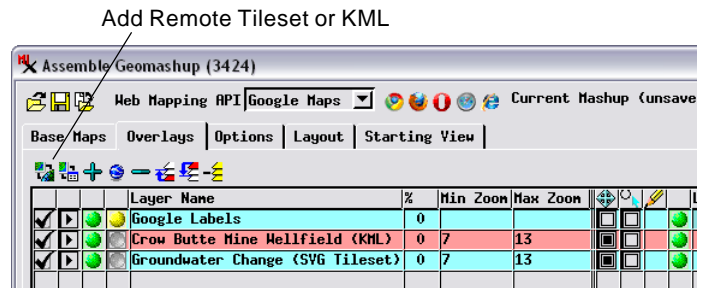 Add Remote Tileset or KML
Assemble Geomashup (3424)
Web Mapping API Google Maps Current Mashup (unsave
Base Maps Overlays Options Layout Starting View
Layer Name % Min Zoom Max Zoom L
Google Labels 0
Crow Butte Mine Wellfield (KML) 0 7 13
Groundwater Change (SVG Tileset) 0 7 13